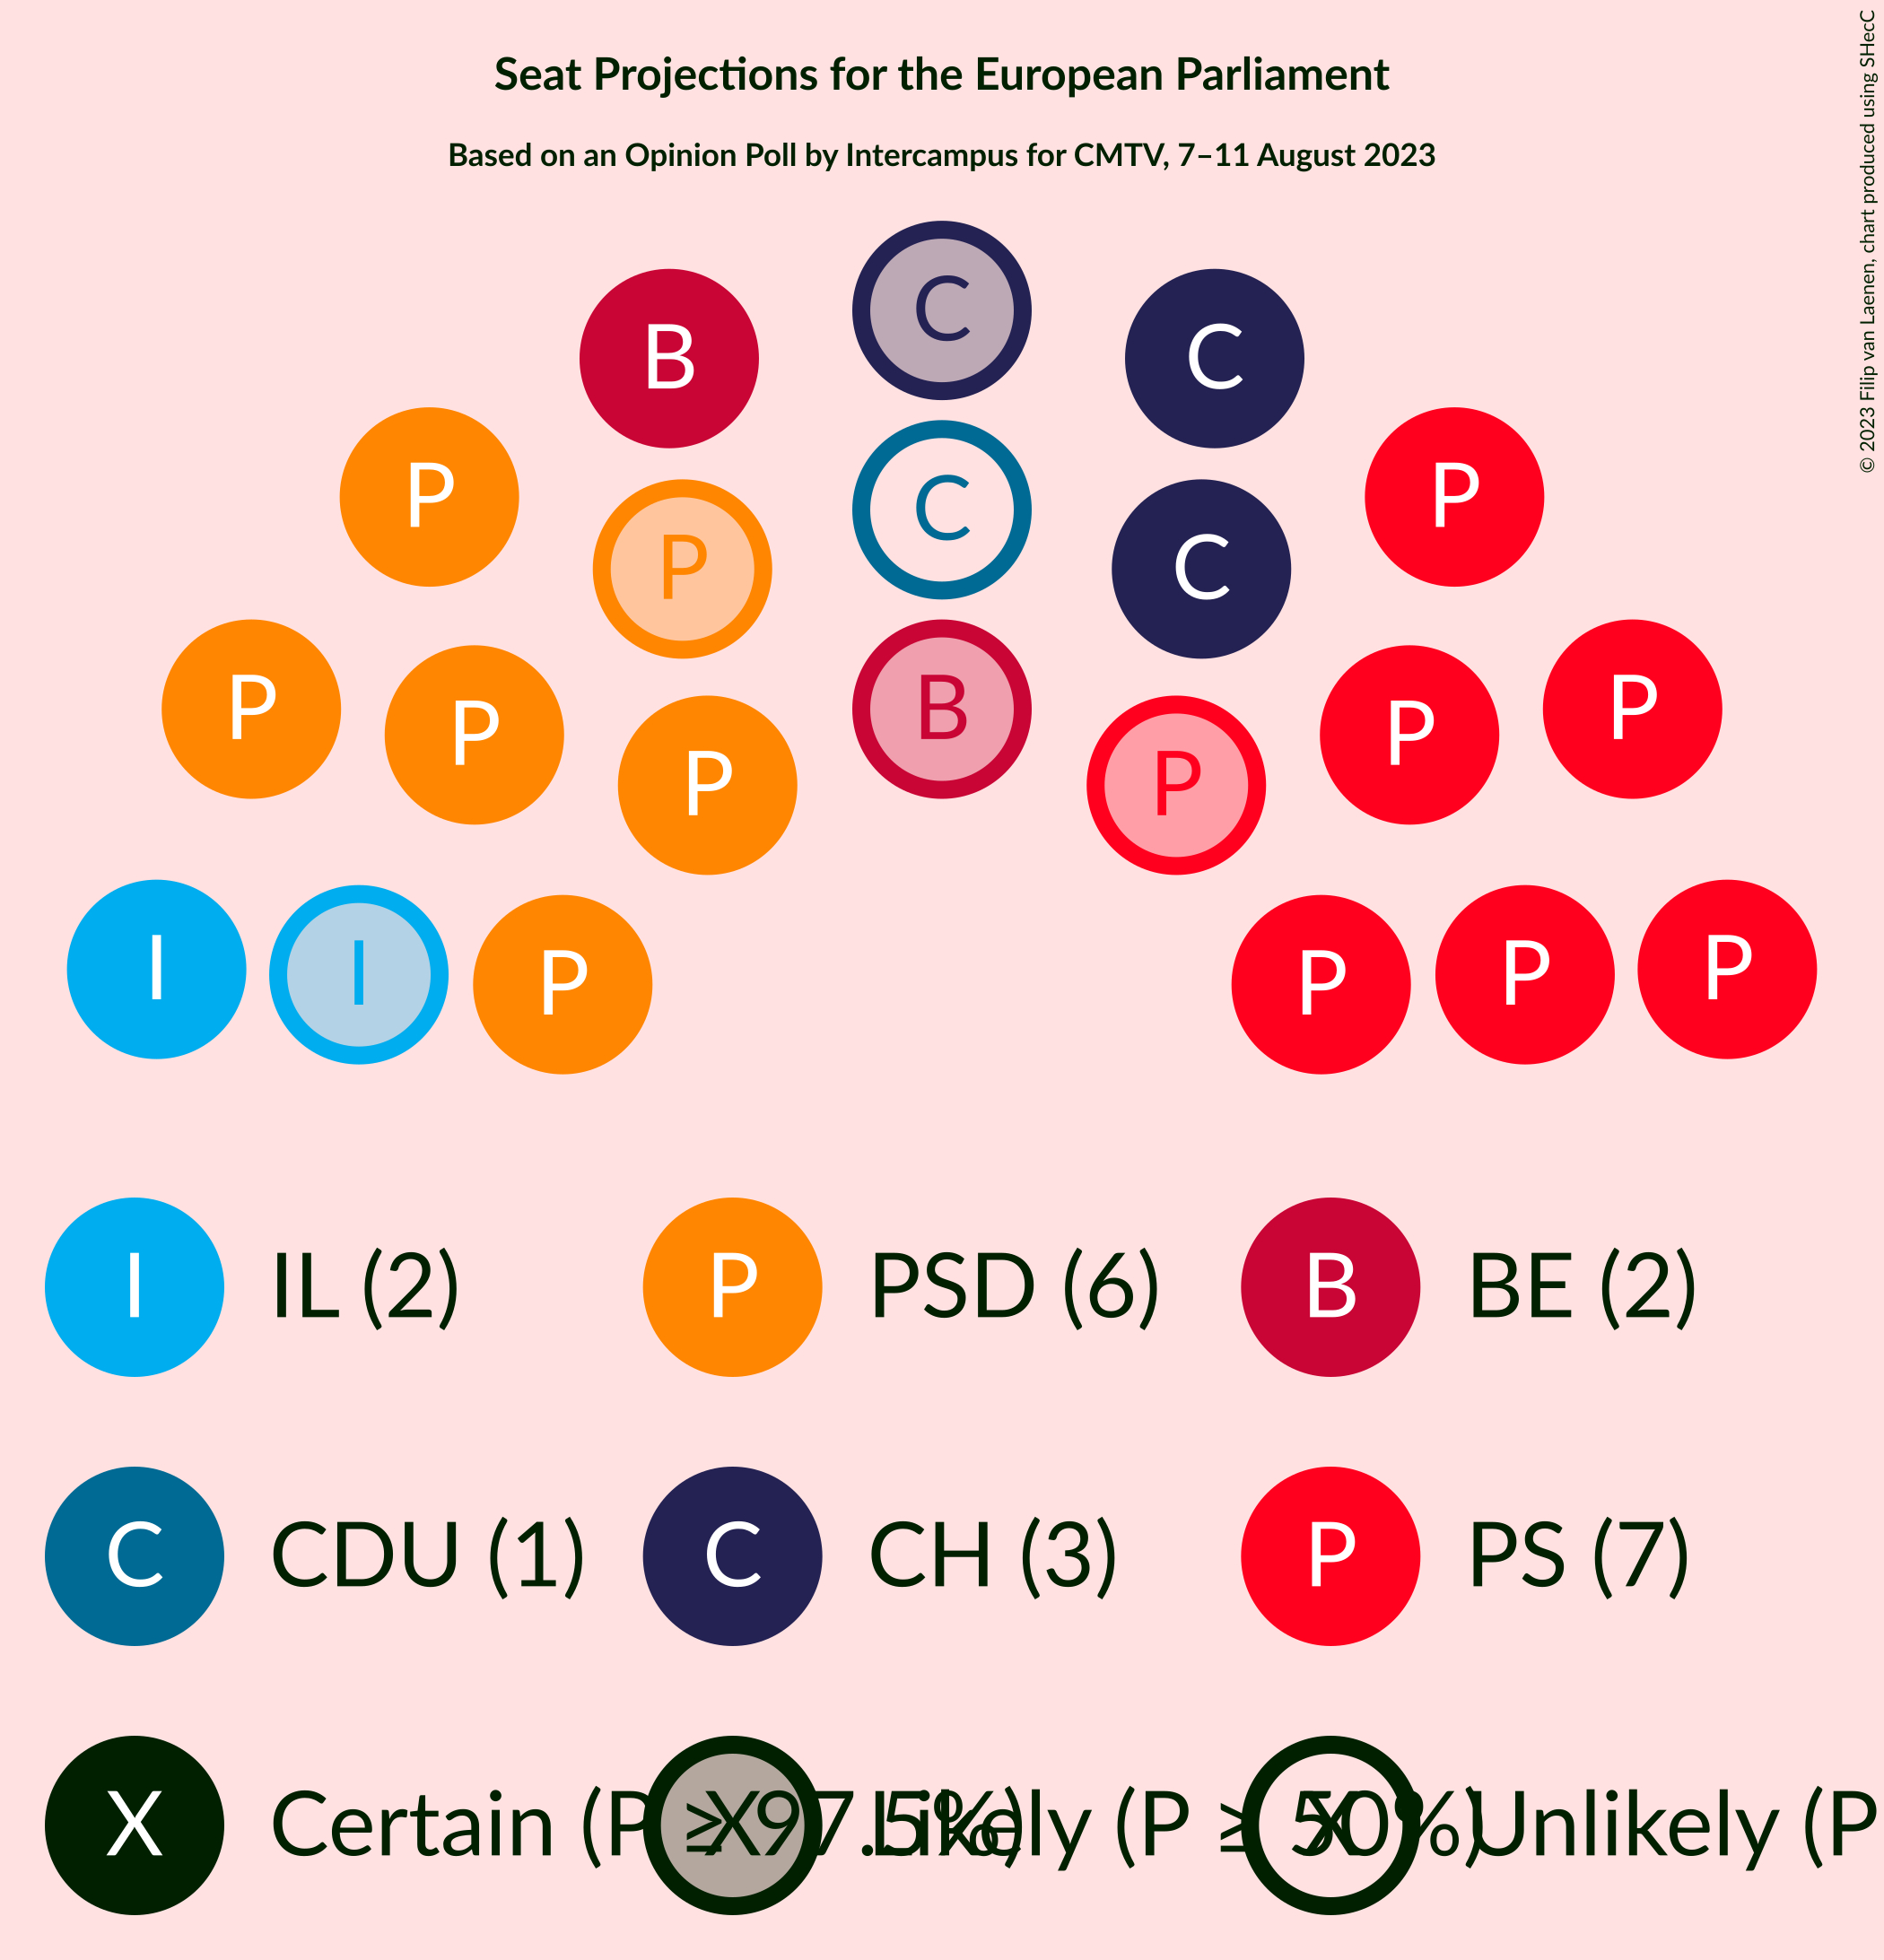 Seat Projections for the European Parliament
Based on an Opinion Poll by Intercampus for CMTV, 7–11 August 2023
© 2023 Filip van Laenen, chart produced using SHecC
C
B C
P P
C
P C
P P
B
P P
P P
I P
I P
P P
I IL (2) P PSD (6) B BE (2)
C CDU (1) C CH (3) P PS (7)
X Certain (P ≥ 97.5%) X Likely (P ≥ 50%) X Unlikely (P